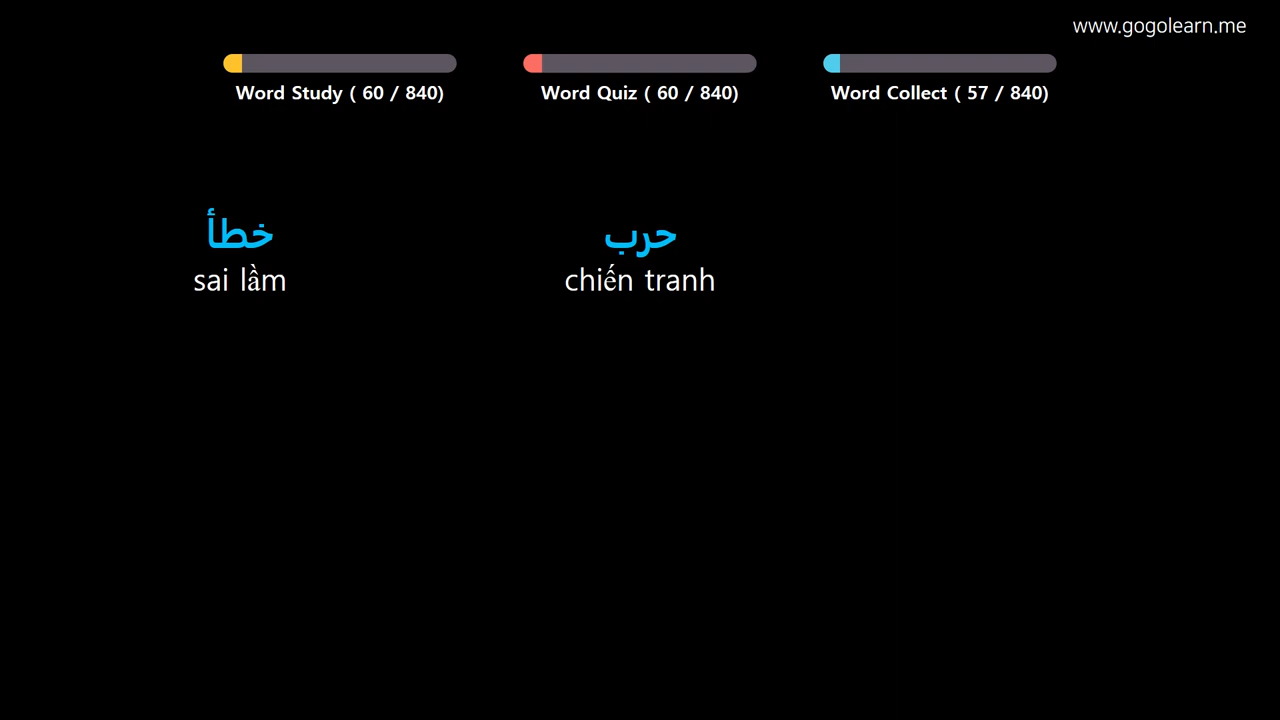 www.gogolearn.me
Word Study ( 60 / 840)
Word Quiz ( 60 / 840)
Word Collect ( 57 / 840)
خطأ
sai lầm
حرب
chiến tranh